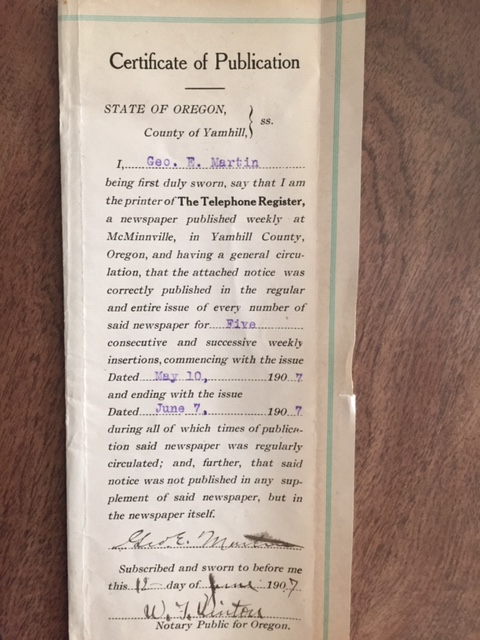 Certificate of Publication
STATE OF OREGON,
County of Yamhill, } ss.
I, Geo. E. Martin
being first duly sworn, say that I am
the printer of The Telephone Register,
a newspaper published weekly at
McMinnville, in Yamhill County,
Oregon, and having a general circu-
lation, that the attached notice was
correctly published in the regular
and entire issue of every number of
said newspaper for Five
consecutive and successive weekly
insertions, commencing with the issue
Dated May 10, 1907
and ending with the issue
Dated June 7, 1907
during all of which times of publica-
tion said newspaper was regularly
circulated; and, further, that said
notice was not published in any sup-
plement of said newspaper, but in
the newspaper itself.
Geo E. Martin
Subscribed and sworn to before me
this 12 day of June 1907
W. T. Vinton
Notary Public for Oregon.